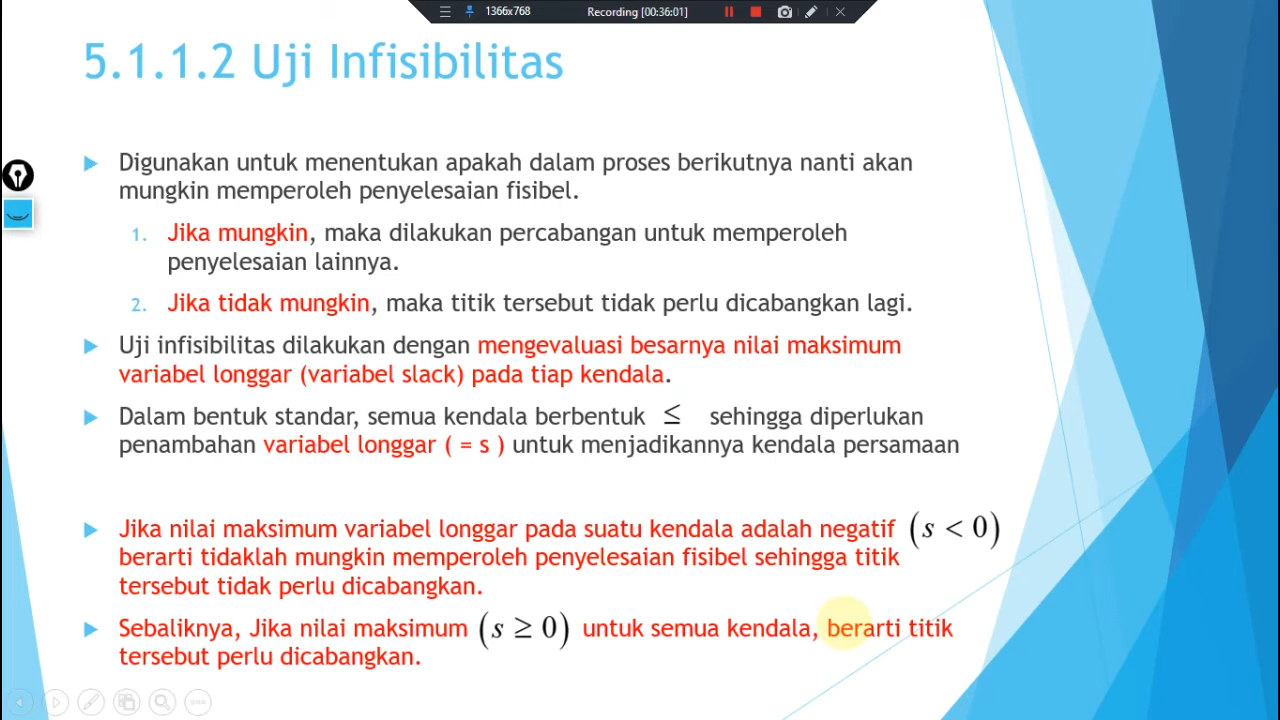 1366x768 Recording [00:36:01]
5.1.1.2 Uji Infisibilitas
Digunakan untuk menentukan apakah dalam proses berikutnya nanti akan
mungkin memperoleh penyelesaian fisibel.
1. Jika mungkin, maka dilakukan percabangan untuk memperoleh
penyelesaian lainnya.
2. Jika tidak mungkin, maka titik tersebut tidak perlu dicabangkan lagi.
Uji infisibilitas dilakukan dengan mengevaluasi besarnya nilai maksimum
variabel longgar (variabel slack) pada tiap kendala.
Dalam bentuk standar, semua kendala berbentuk ≤ sehingga diperlukan
penambahan variabel longgar ( = s ) untuk menjadikannya kendala persamaan
Jika nilai maksimum variabel longgar pada suatu kendala adalah negatif (s < 0)
berarti tidaklah mungkin memperoleh penyelesaian fisibel sehingga titik
tersebut tidak perlu dicabangkan.
Sebaliknya, Jika nilai maksimum (s ≥ 0) untuk semua kendala, berarti titik
tersebut perlu dicabangkan.